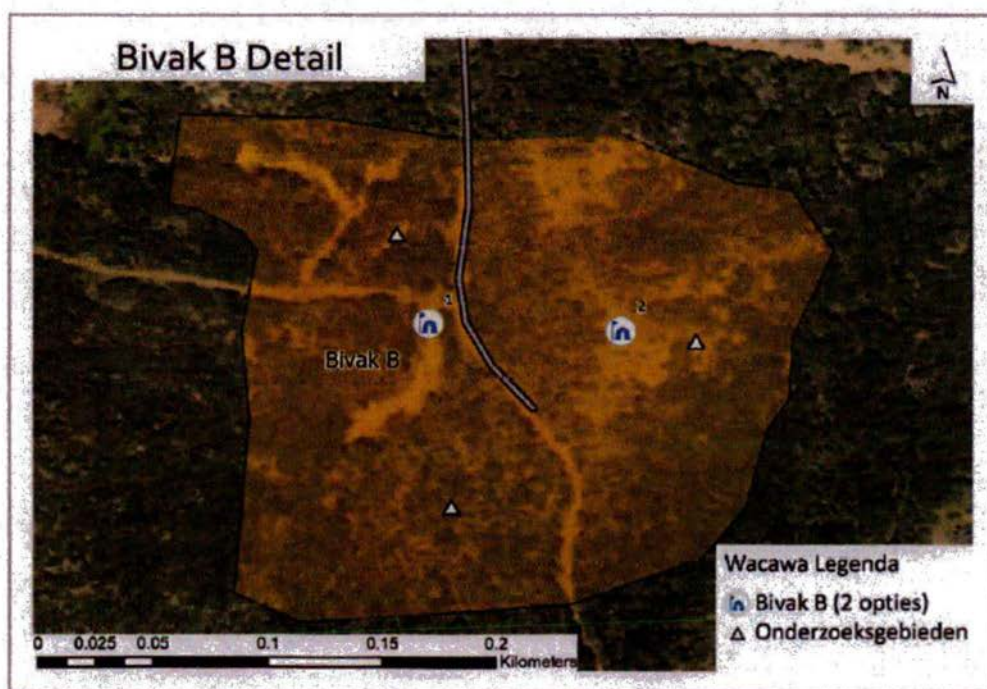 Bivak B Detail
N
1
2
Bivak B
Wacawa Legenda
Bivak B (2 opties)
Onderzoeksgebieden
0 0.025 0.05 0.1 0.15 0.2
Kilometers